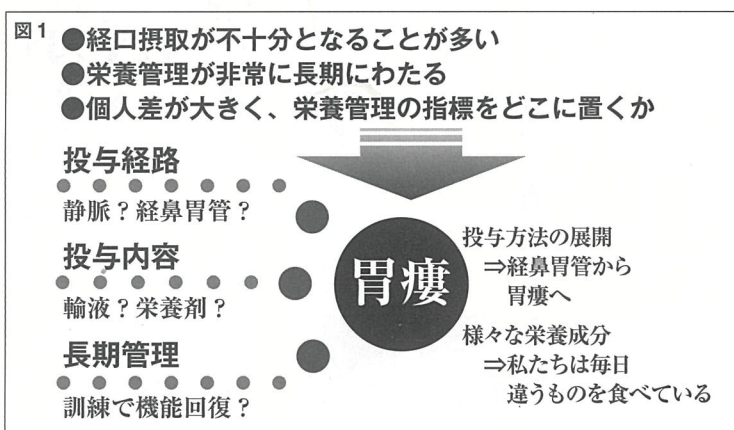 図1
●経口摂取が不十分となることが多い
●栄養管理が非常に長期にわたる
●個人差が大きく、栄養管理の指標をどこに置くか
投与経路
静脈?経鼻胃管?
投与内容
輸液?栄養剤?
長期管理
訓練で機能回復?
胃瘻
投与方法の展開
⇒経鼻胃管から
胃瘻へ
様々な栄養成分
⇒私たちは毎日
違うものを食べている